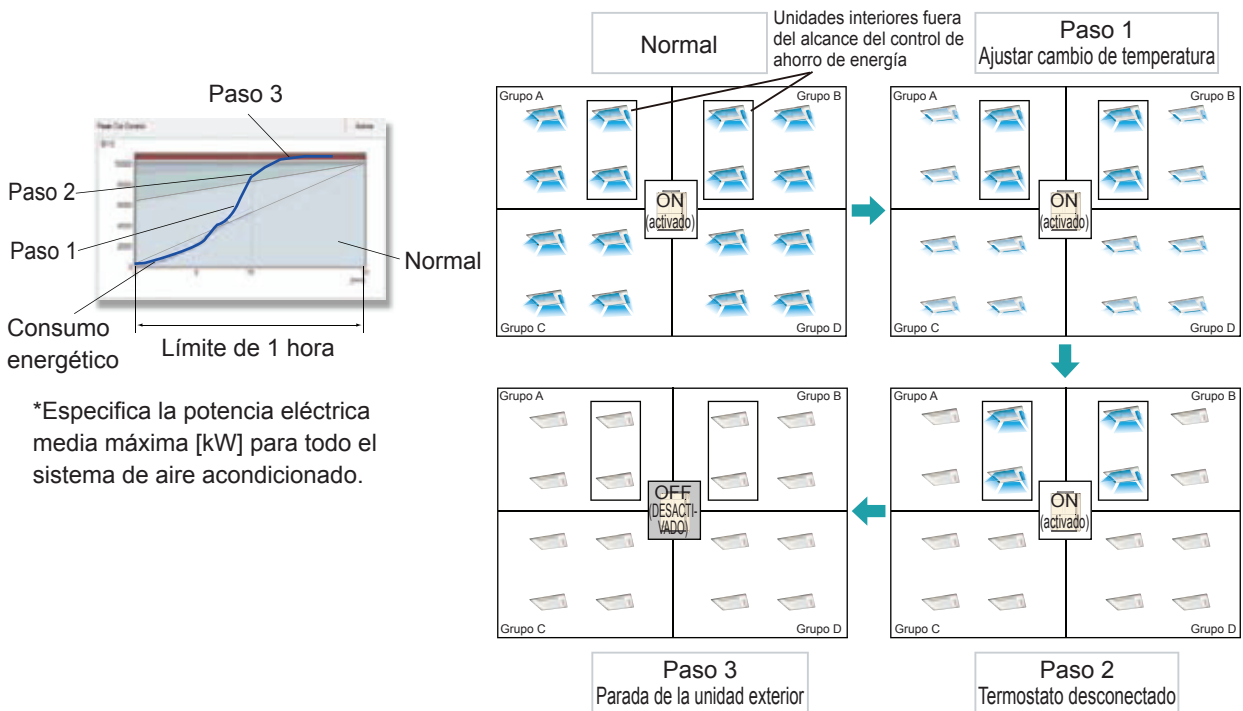 Paso 3
Paso 2
Paso 1
Normal
Consumo
energético
Límite de 1 hora
*Especifica la potencia eléctrica
media máxima [kW] para todo el
sistema de aire acondicionado.
Normal
Unidades interiores fuera
del alcance del control de
ahorro de energía
Paso 1
Ajustar cambio de temperatura
Grupo A
Grupo B
ON
(activado)
Grupo C
Grupo D
Grupo A
Grupo B
ON
(activado)
Grupo C
Grupo D
Grupo A
Grupo B
OFF
(DESACTI-
VADO)
Grupo C
Grupo D
Grupo A
Grupo B
ON
(activado)
Grupo C
Grupo D
Paso 3
Parada de la unidad exterior
Paso 2
Termostato desconectado